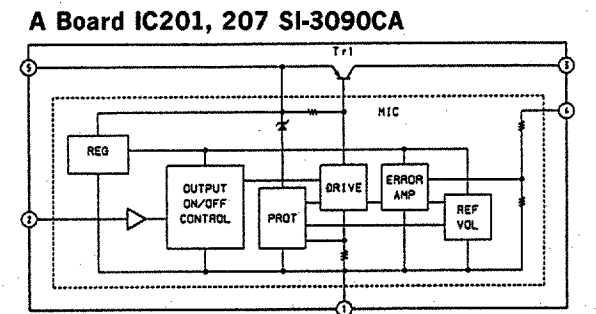 A Board IC201, 207 SI-3090CA
Tr1
5
3
MIC
4
REG
OUTPUT
ON/OFF
CONTROL
PROT
DRIVE
ERROR
AMP
REF
VOL
2
1